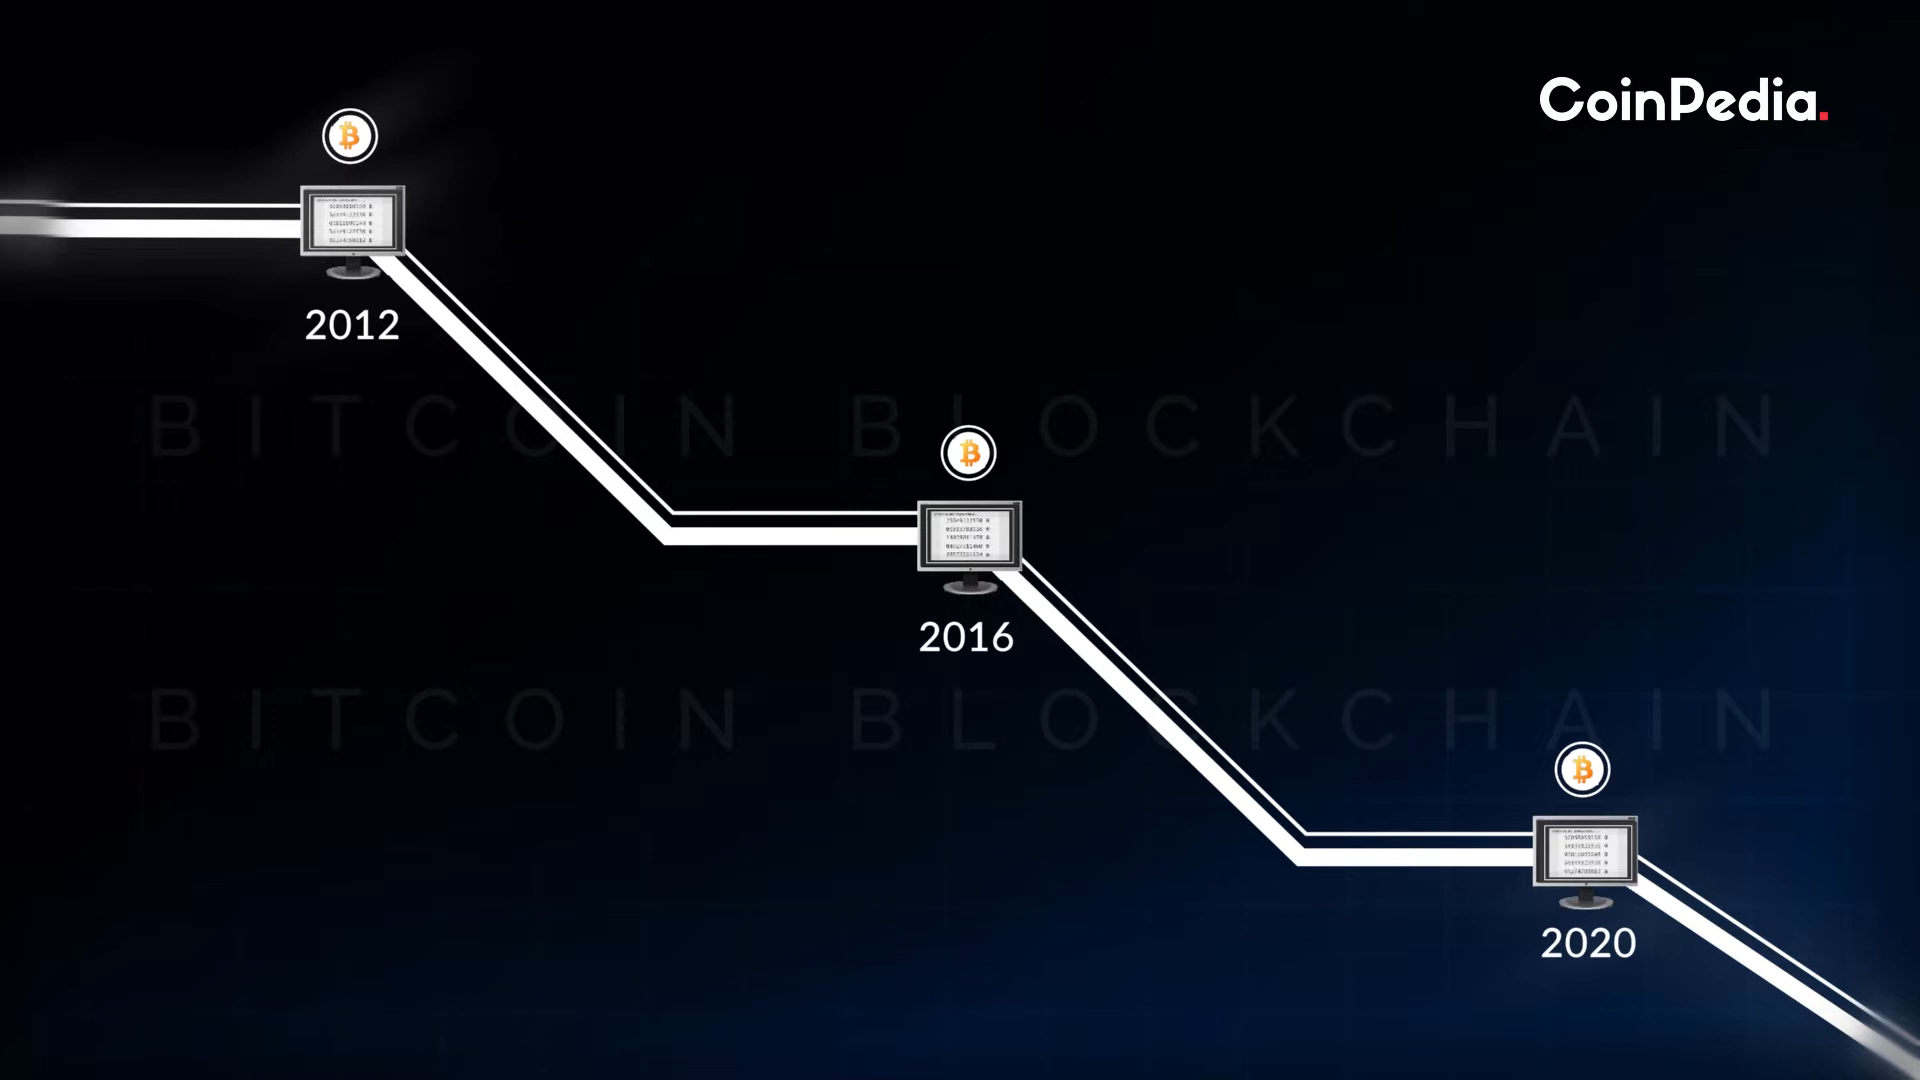 CoinPedia.
2012
BITCOIN BLOCKCHAIN
2016
BITCOIN BLOCKCHAIN
2020